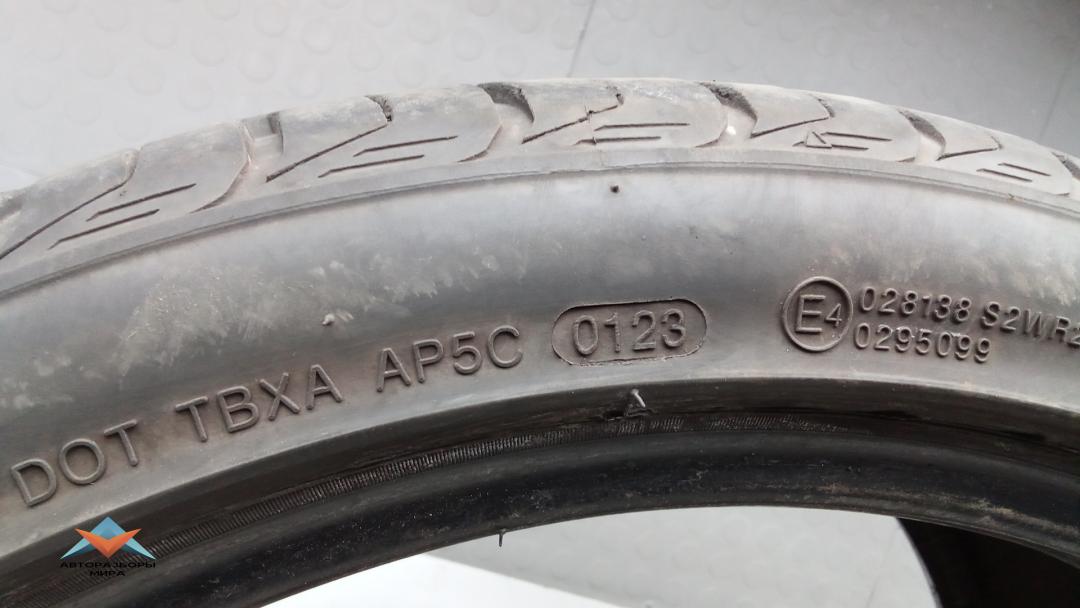 DOT TBXA AP5C 0123
E4 028138 S2WR2
0295099
АВТОРАЗБОРЫ
МИРА